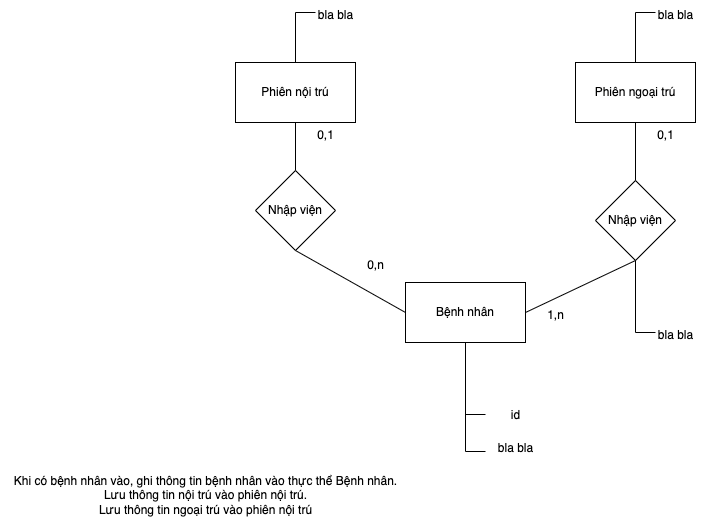 bla bla
bla bla
Phiên nội trú
Phiên ngoại trú
0,1
0,1
Nhập viện
Nhập viện
0,n
Bệnh nhân
1,n
bla bla
id
bla bla
Khi có bệnh nhân vào, ghi thông tin bệnh nhân vào thực thể Bệnh nhân.
Lưu thông tin nội trú vào phiên nội trú.
Lưu thông tin ngoại trú vào phiên nội trú